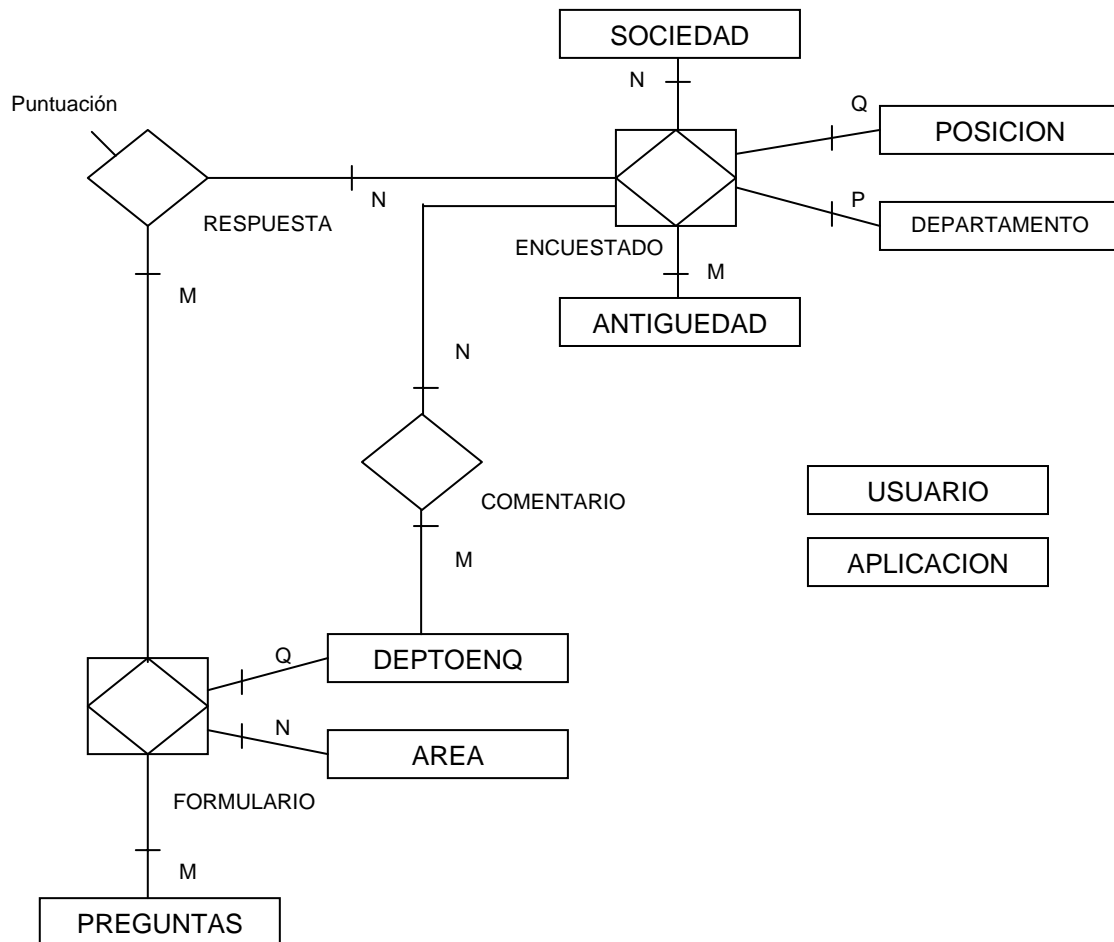 SOCIEDAD
N
Puntuación
Q
POSICION
N
P
RESPUESTA
DEPARTAMENTO
ENCUESTADO
M
M
ANTIGUEDAD
N
COMENTARIO
USUARIO
M
APLICACION
Q
DEPTOENQ
N
AREA
FORMULARIO
M
PREGUNTAS